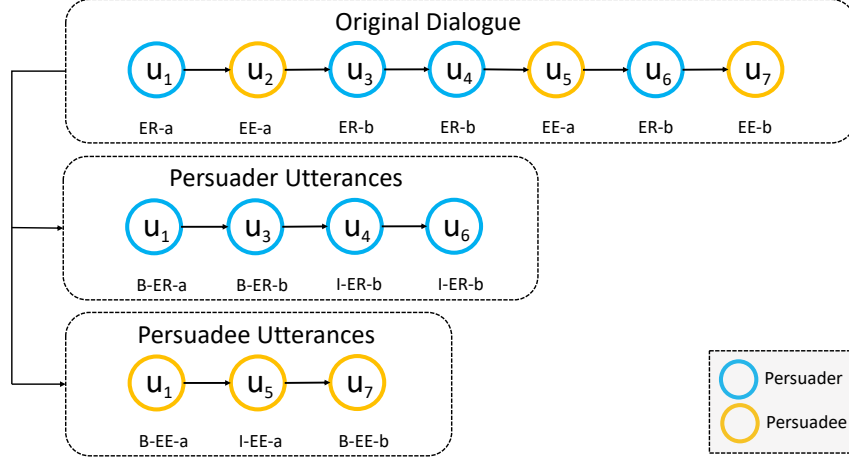 Original Dialogue
u1 u2 u3 u4 u5 u6 u7
ER-a EE-a ER-b ER-b EE-a ER-b EE-b
Persuader Utterances
u1 u3 u4 u6
B-ER-a B-ER-b I-ER-b I-ER-b
Persuadee Utterances
u1 u5 u7
B-EE-a I-EE-a B-EE-b
Persuader
Persuadee